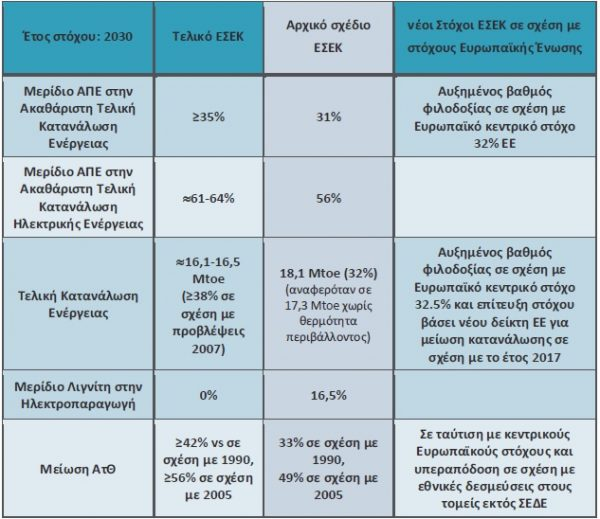 Έτος στόχου: 2030
Τελικό ΕΣΕΚ
Αρχικό σχέδιο
ΕΣΕΚ
νέοι Στόχοι ΕΣΕΚ σε σχέση με
στόχους Ευρωπαϊκής Ένωσης
Μερίδιο ΑΠΕ στην
Ακαθάριστη Τελική
Κατανάλωση
Ενέργειας
≥35%
31%
Αυξημένος βαθμός
φιλοδοξίας σε σχέση με
Ευρωπαϊκό κεντρικό στόχο
32% ΕΕ
Μερίδιο ΑΠΕ στην
Ακαθάριστη Τελική
Κατανάλωση
Ηλεκτρικής Ενέργειας
≈61-64%
56%
Τελική Κατανάλωση
Ενέργειας
≈16,1-16,5
Mtoe
(≥38% σε
σχέση με
προβλέψεις
2007)
18,1 Mtoe (32%)
(αναφερόταν σε
17,3 Mtoe χωρίς
θερμότητα
περιβάλλοντος)
Αυξημένος βαθμός
φιλοδοξίας σε σχέση με
Ευρωπαϊκό κεντρικό στόχο
32.5% και επίτευξη στόχου
βάσει νέου δείκτη ΕΕ για
μείωση κατανάλωσης σε
σχέση με το έτος 2017
Μερίδιο Λιγνίτη στην
Ηλεκτροπαραγωγή
0%
16,5%
Μείωση ΑτΘ
≥42% vs σε
σχέση με 1990,
≥56% σε σχέση
με 2005
33% σε σχέση με
1990,
49% σε σχέση με
2005
Σε ταύτιση με κεντρικούς
Ευρωπαϊκούς στόχους και
υπεραπόδοση σε σχέση με
εθνικές δεσμεύσεις στους
τομείς εκτός ΣΕΔΕ